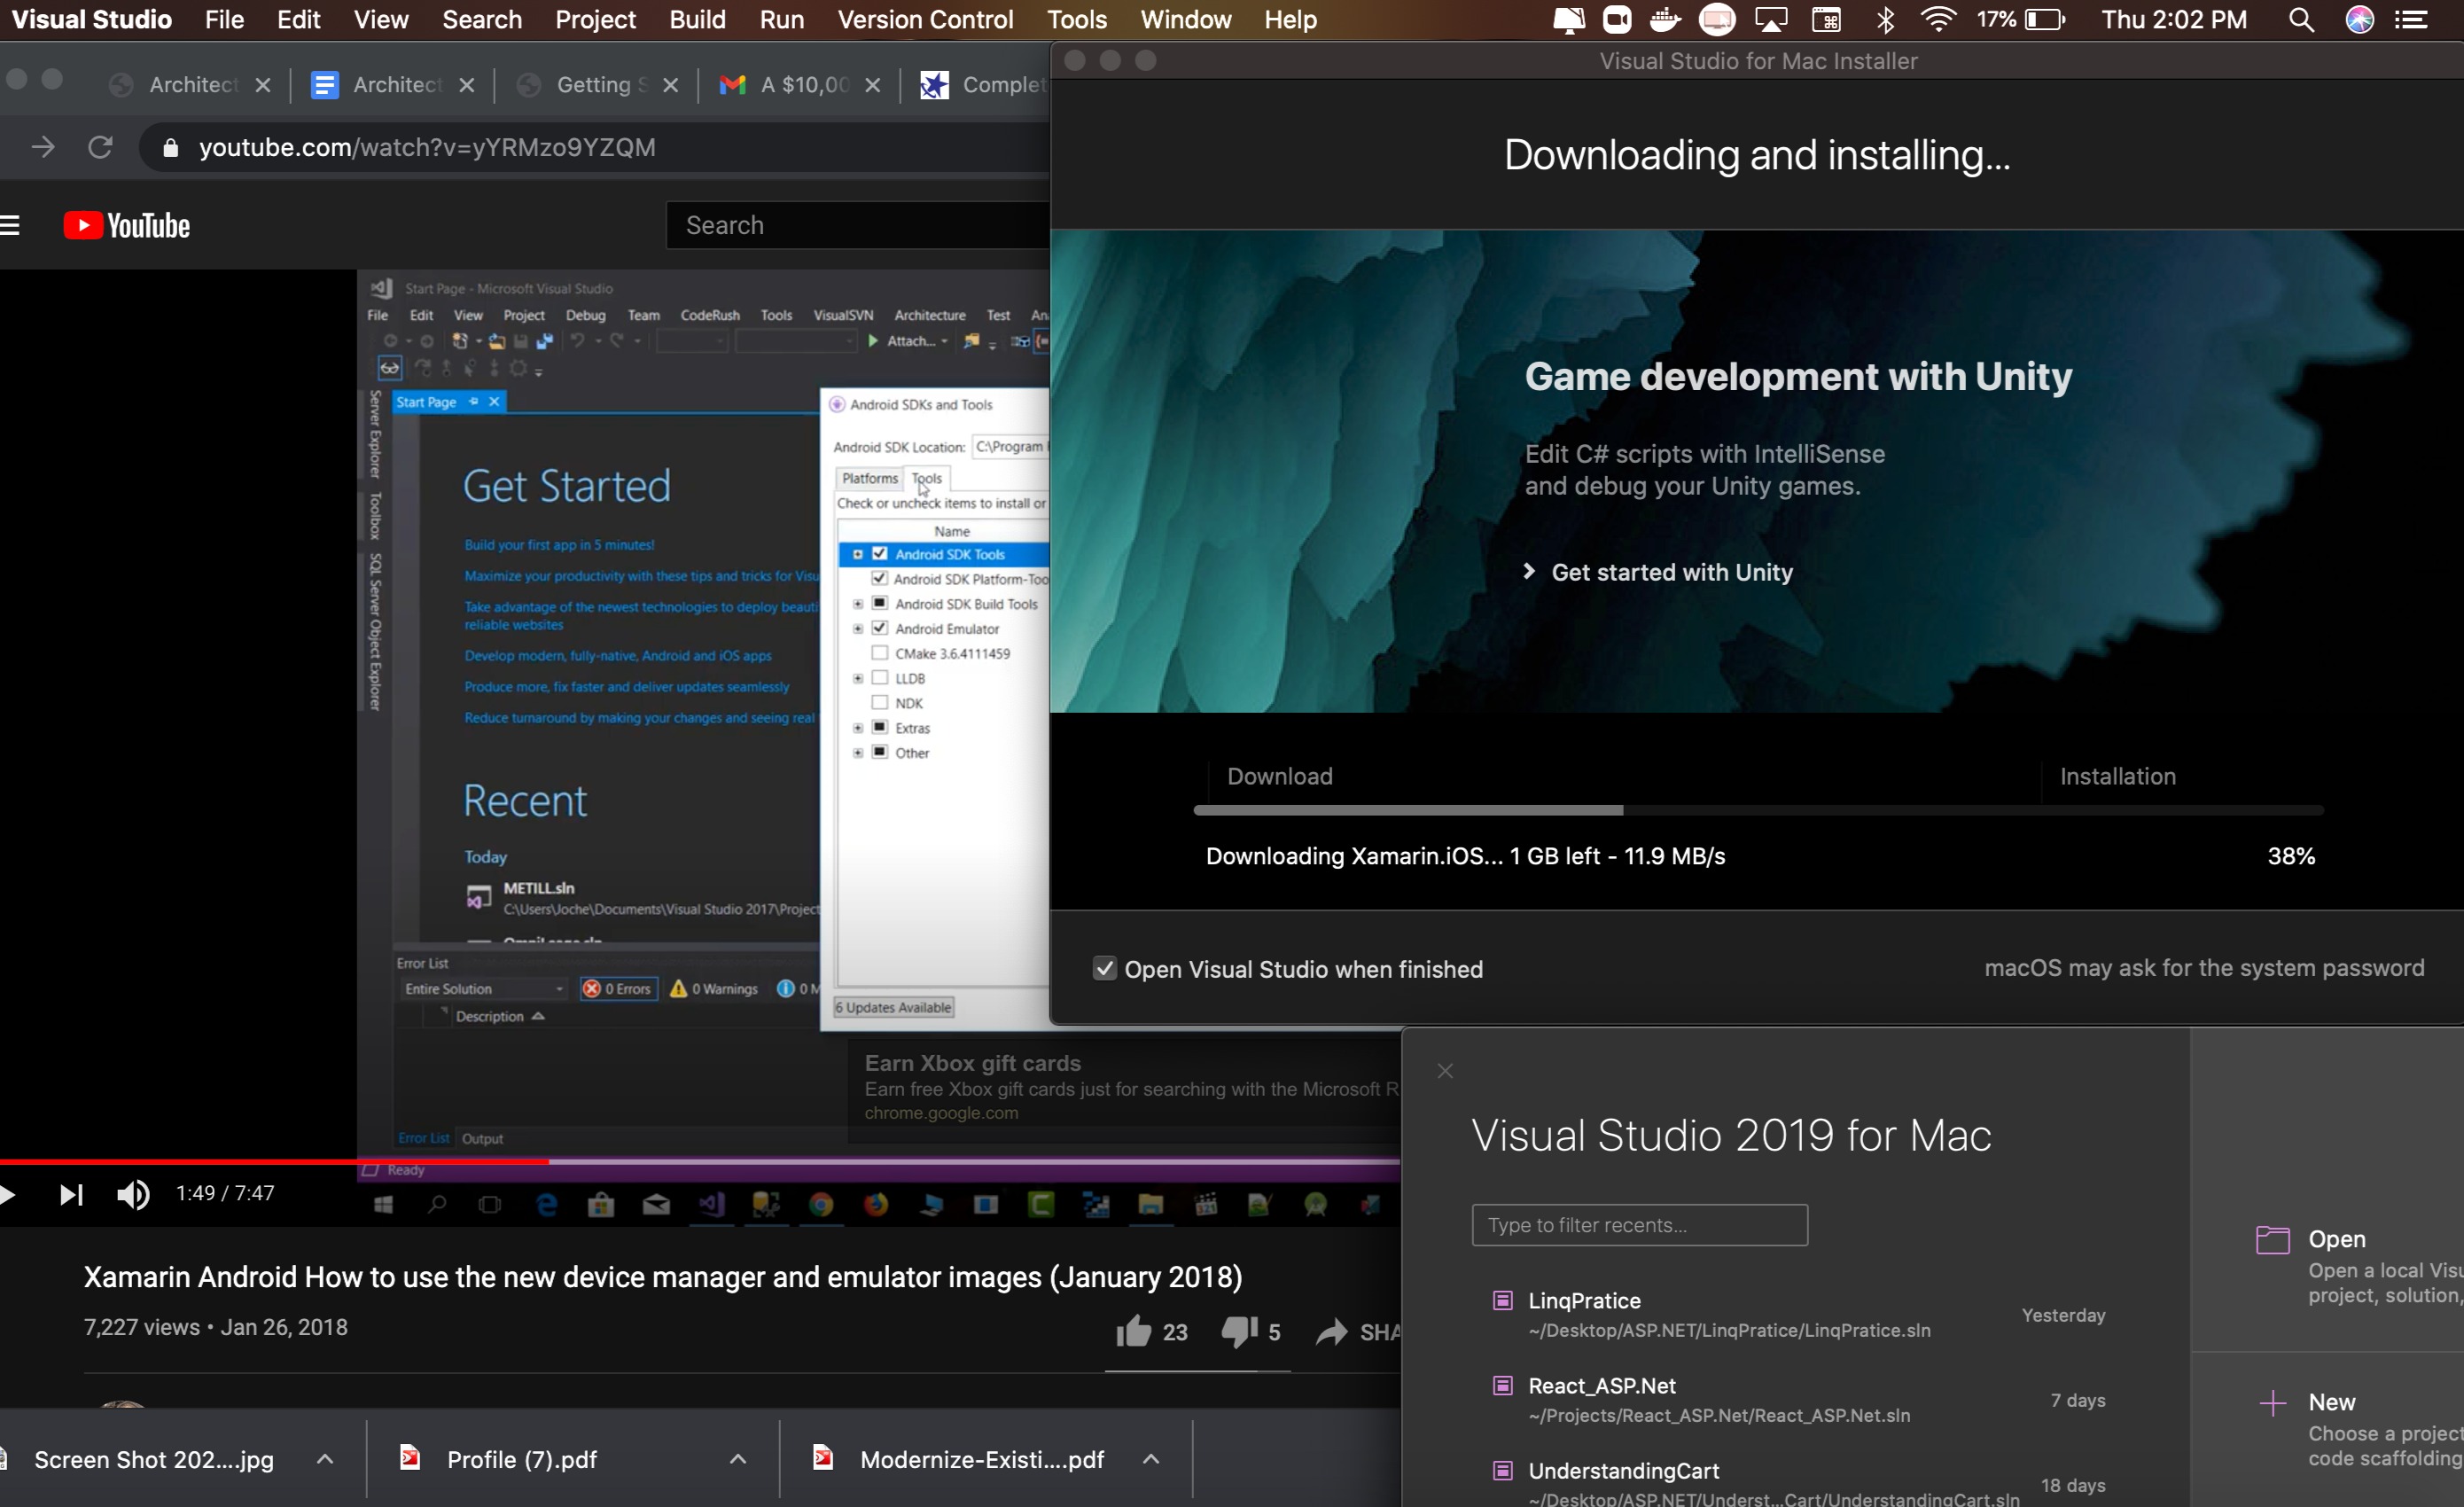 Visual Studio File Edit View Search Project Build Run Version Control Tools Window Help 17% Thu 2:02 PM
Architect Architect Getting S A $10,00 Complet
youtube.com/watch?v=yYRMzo9YZQM
YouTube
Search
Start Page - Microsoft Visual Studio
File Edit View Project Debug Team CodeRush Tools VisualSVN Architecture Test An
Attach...
Server Explorer
Toolbox
SQL Server Object Explorer
Start Page
Get Started
Build your first app in 5 minutes!
Maximize your productivity with these tips and tricks for Visu
Take advantage of the newest technologies to deploy beauti
reliable websites
Develop modern, fully-native, Android and iOS apps
Produce more, fix faster and deliver updates seamlessly
Reduce turnaround by making your changes and seeing real
Recent
Today
METILL.sln
C:\Users\Joche\Documents\Visual Studio 2017\Project
Android SDKs and Tools
Android SDK Location: C:\Program
Platforms Tools
Check or uncheck items to install or
Name
Android SDK Tools
Android SDK Platform-Too
Android SDK Build Tools
Android Emulator
CMake 3.6.4111459
LLDB
NDK
Extras
Other
6 Updates Available
Error List
Entire Solution 0 Errors 0 Warnings 0 M
Description
Error List Output
Ready
Earn Xbox gift cards
Earn free Xbox gift cards just for searching with the Microsoft R
chrome.google.com
1:49 / 7:47
Xamarin Android How to use the new device manager and emulator images (January 2018)
7,227 views • Jan 26, 2018
23 5 SHA
Screen Shot 202....jpg Profile (7).pdf Modernize-Existi....pdf
Visual Studio for Mac Installer
Downloading and installing...
Game development with Unity
Edit C# scripts with IntelliSense
and debug your Unity games.
Get started with Unity
Download Installation
Downloading Xamarin.iOS... 1 GB left - 11.9 MB/s 38%
Open Visual Studio when finished macOS may ask for the system password
Visual Studio 2019 for Mac
Type to filter recents...
LinqPratice
~/Desktop/ASP.NET/LinqPratice/LinqPratice.sln
Yesterday
React_ASP.Net
~/Projects/React_ASP.Net/React_ASP.Net.sln
7 days
UnderstandingCart
~/Desktop/ASP.NET/Underst...Cart/UnderstandingCart.sln
18 days
Open
Open a local Visu
project, solution,
New
Choose a project
code scaffolding